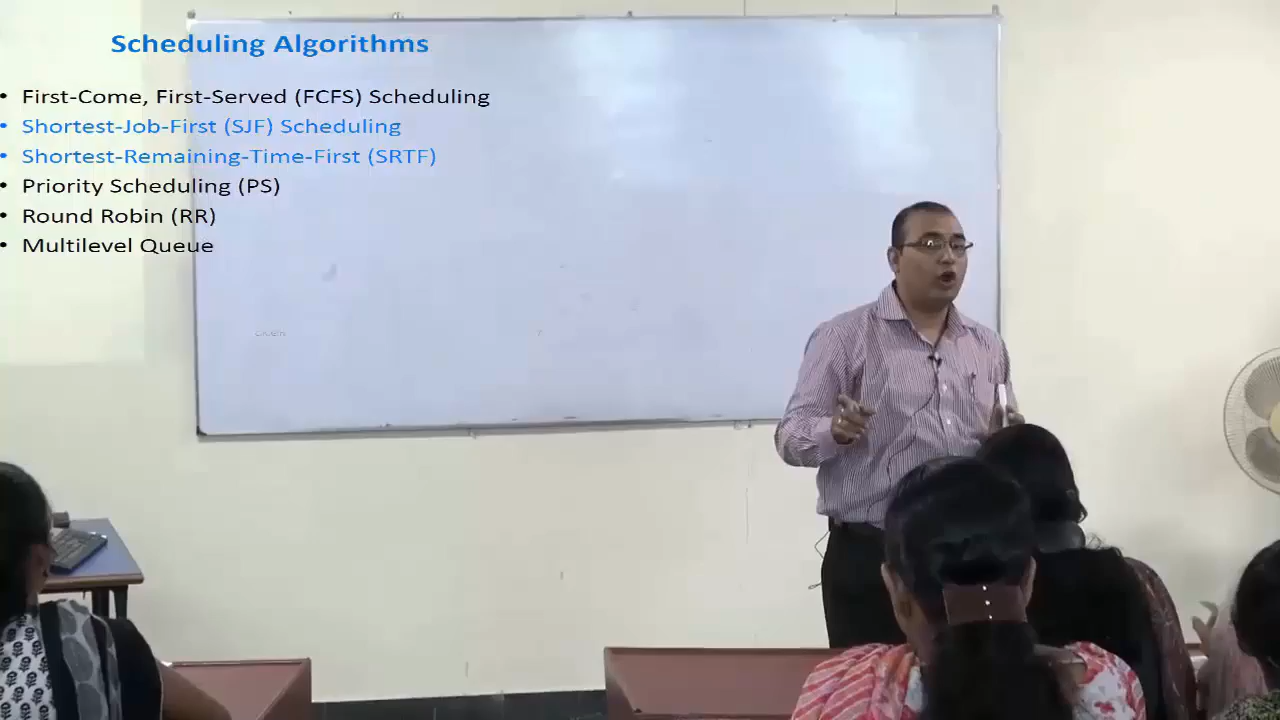 Scheduling Algorithms
• First-Come, First-Served (FCFS) Scheduling
• Shortest-Job-First (SJF) Scheduling
• Shortest-Remaining-Time-First (SRTF)
• Priority Scheduling (PS)
• Round Robin (RR)
• Multilevel Queue